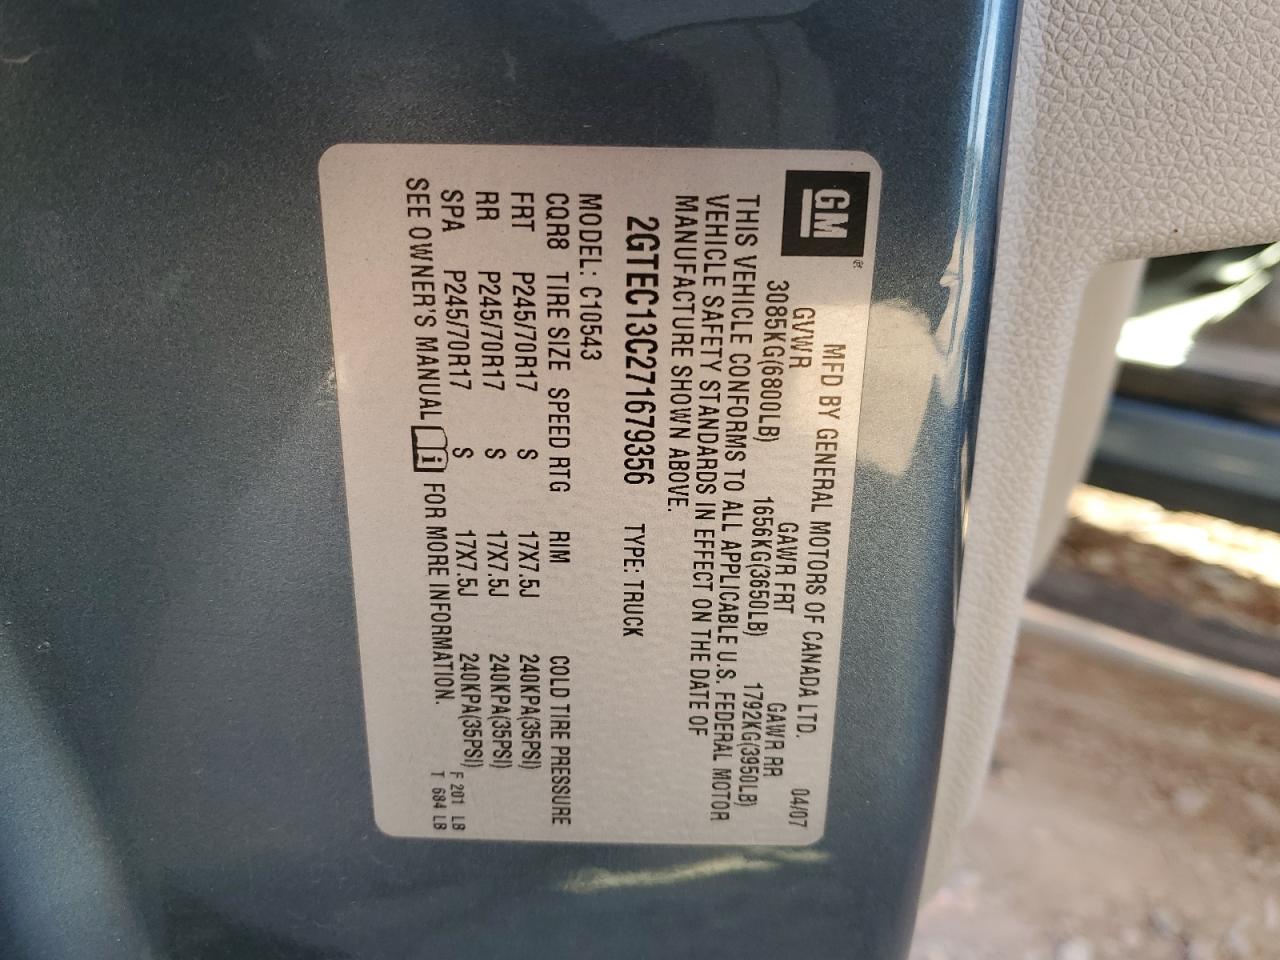 GM
MFD BY GENERAL MOTORS OF CANADA LTD. 04/07
GVWR GAWR FRT GAWR RR
3085KG(6800LB) 1656KG(3650LB) 1792KG(3950LB)
THIS VEHICLE CONFORMS TO ALL APPLICABLE U.S. FEDERAL MOTOR
VEHICLE SAFETY STANDARDS IN EFFECT ON THE DATE OF
MANUFACTURE SHOWN ABOVE.
2GTEC13C271679356 TYPE: TRUCK
MODEL: C10543
CQR8 TIRE SIZE SPEED RTG RIM COLD TIRE PRESSURE
FRT P245/70R17 S 17X7.5J 240KPA(35PSI)
RR P245/70R17 S 17X7.5J 240KPA(35PSI)
SPA P245/70R17 S 17X7.5J 240KPA(35PSI) F 201 LB
SEE OWNER'S MANUAL i FOR MORE INFORMATION. T 684 LB